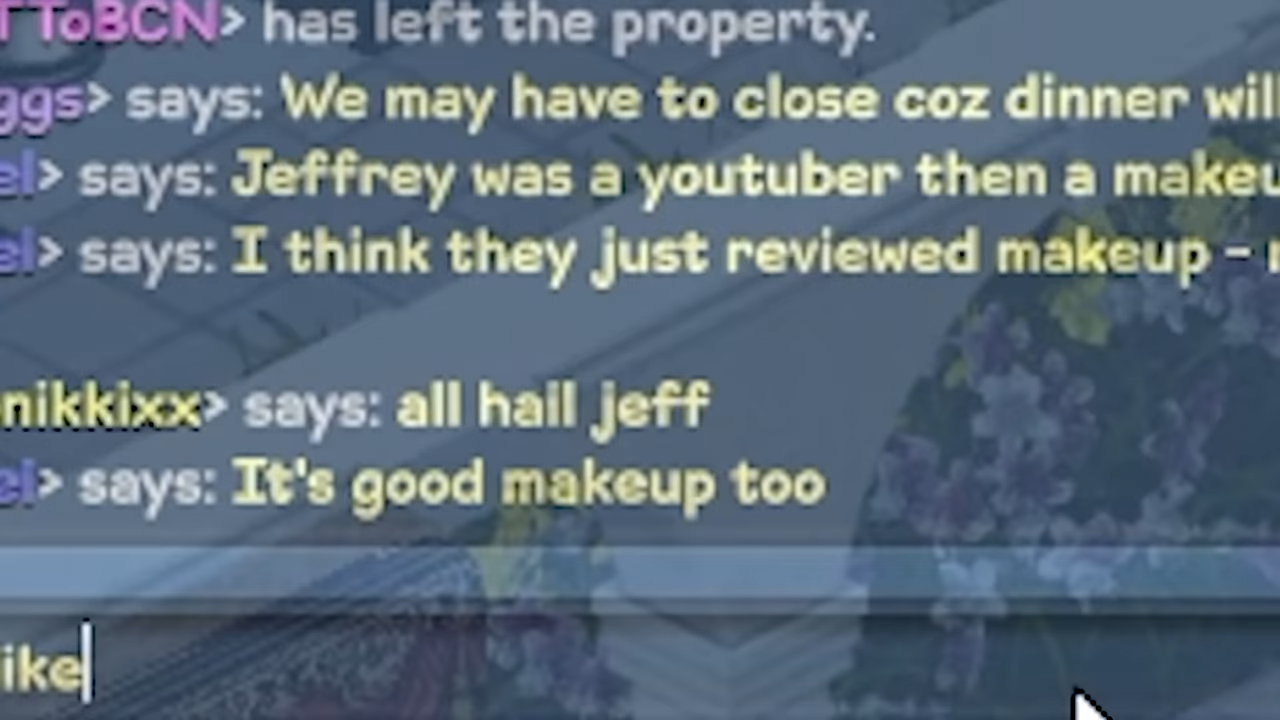 TToBCN> has left the property.
ggs> says: We may have to close coz dinner will
el> says: Jeffrey was a youtuber then a makeu
el> says: I think they just reviewed makeup -
nikkixx> says: all hail jeff
el> says: It's good makeup too
like